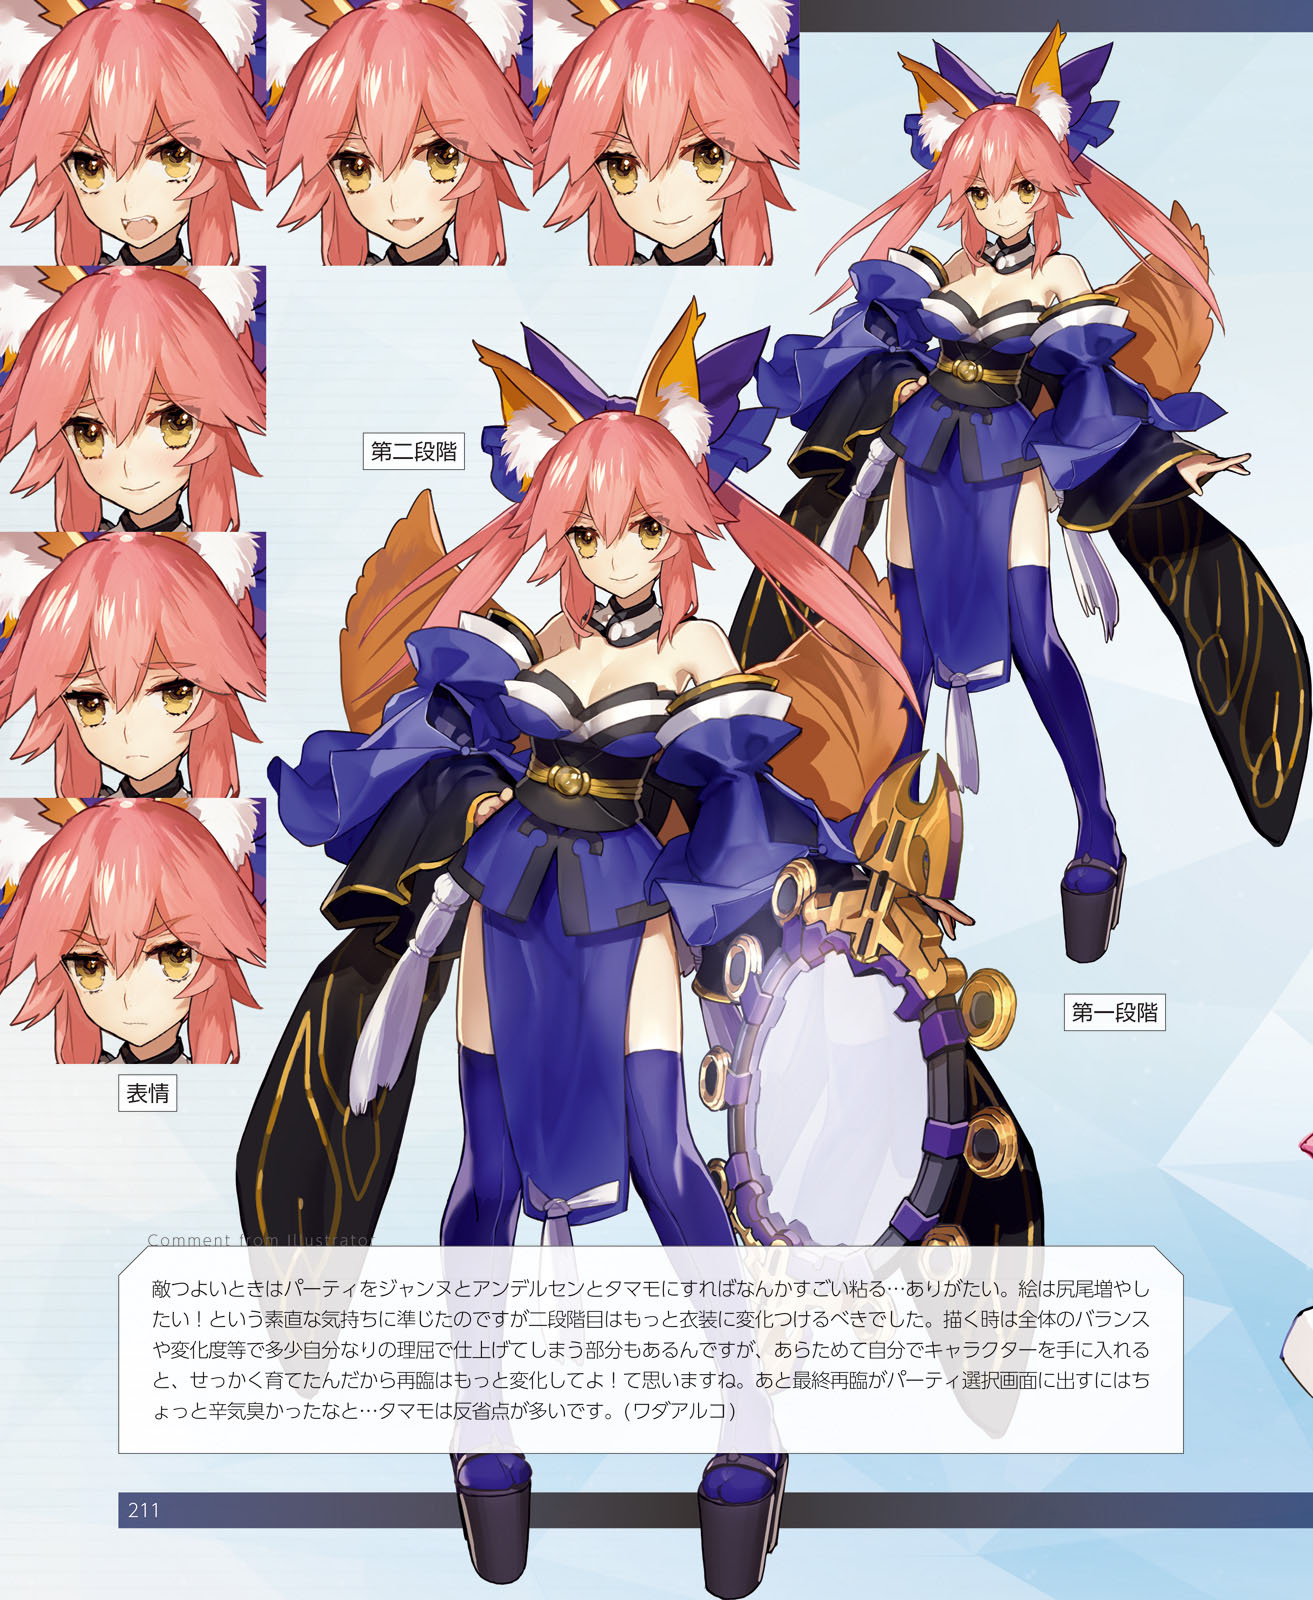 第二段階
第一段階
表情
Comment from Illustrator
敵つよいときはパーティをジャンヌとアンデルセンとタマモにすればなんかすごい粘る…ありがたい。絵は尻尾増やし
たい！という素直な気持ちに準じたのですが二段階目はもっと衣装に変化つけるべきでした。描く時は全体のバランス
や変化度等で多少自分なりの理屈で仕上げてしまう部分もあるんですが、あらためて自分でキャラクターを手に入れる
と、せっかく育てたんだから再臨はもっと変化してよ！て思いますね。あと最終再臨がパーティ選択画面に出すにはち
ょっと辛気臭かったなと…タマモは反省点が多いです。(ワダアルコ)
211